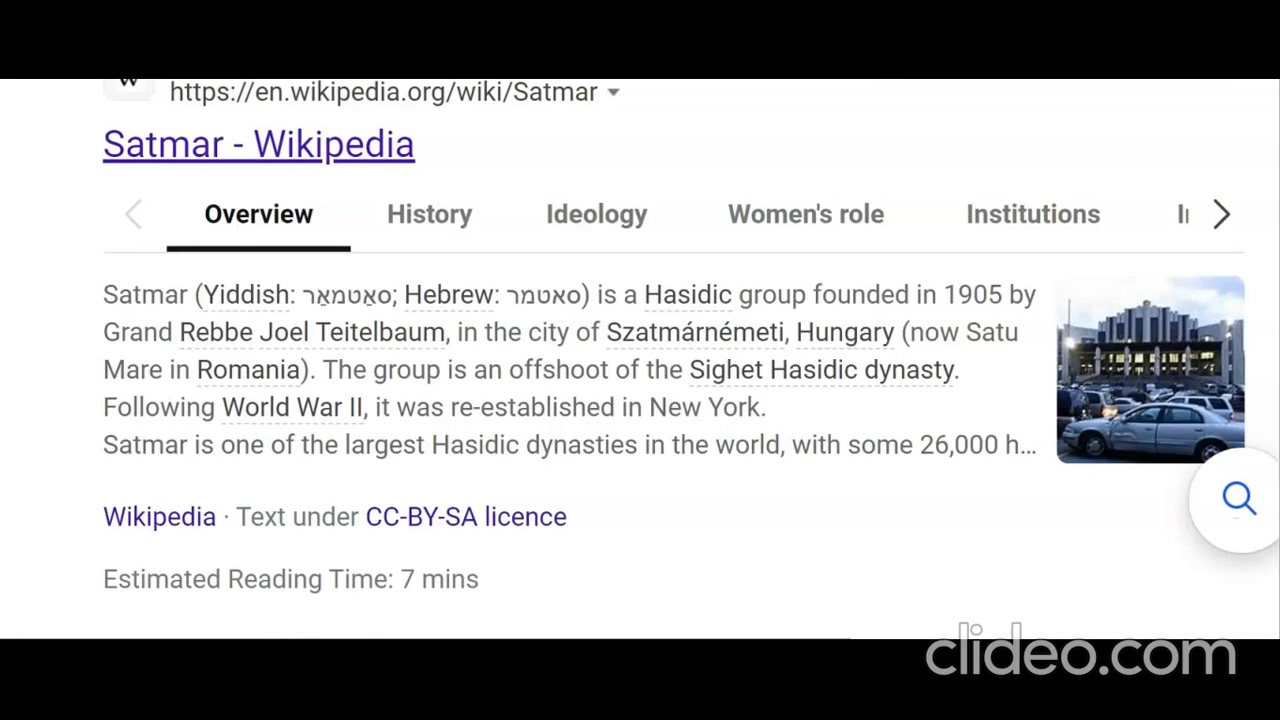 https://en.wikipedia.org/wiki/Satmar
Satmar - Wikipedia
Overview History Ideology Women's role Institutions
Satmar (Yiddish: סאַטמאַר; Hebrew: סאטמר) is a Hasidic group founded in 1905 by
Grand Rebbe Joel Teitelbaum, in the city of Szatmárnémeti, Hungary (now Satu
Mare in Romania). The group is an offshoot of the Sighet Hasidic dynasty.
Following World War II, it was re-established in New York.
Satmar is one of the largest Hasidic dynasties in the world, with some 26,000 h...
Wikipedia · Text under CC-BY-SA licence
Estimated Reading Time: 7 mins
clideo.com